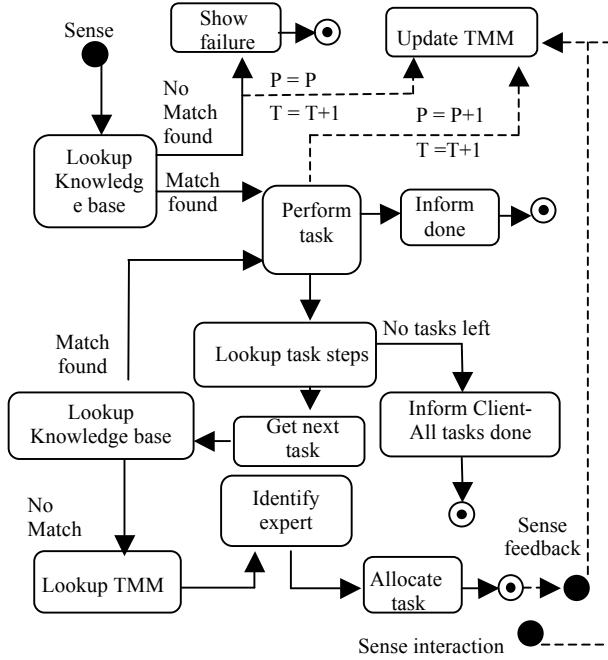 Sense
Show
failure
Update TMM
No
Match
found
P = P
T = T+1
P = P+1
T =T+1
Lookup
Knowledg
e base
Match
found
Perform
task
Inform
done
Match
found
Lookup task steps
No tasks left
Lookup
Knowledge base
Get next
task
Inform Client-
All tasks done
No
Match
Identify
expert
Sense
feedback
Lookup TMM
Allocate
task
Sense interaction